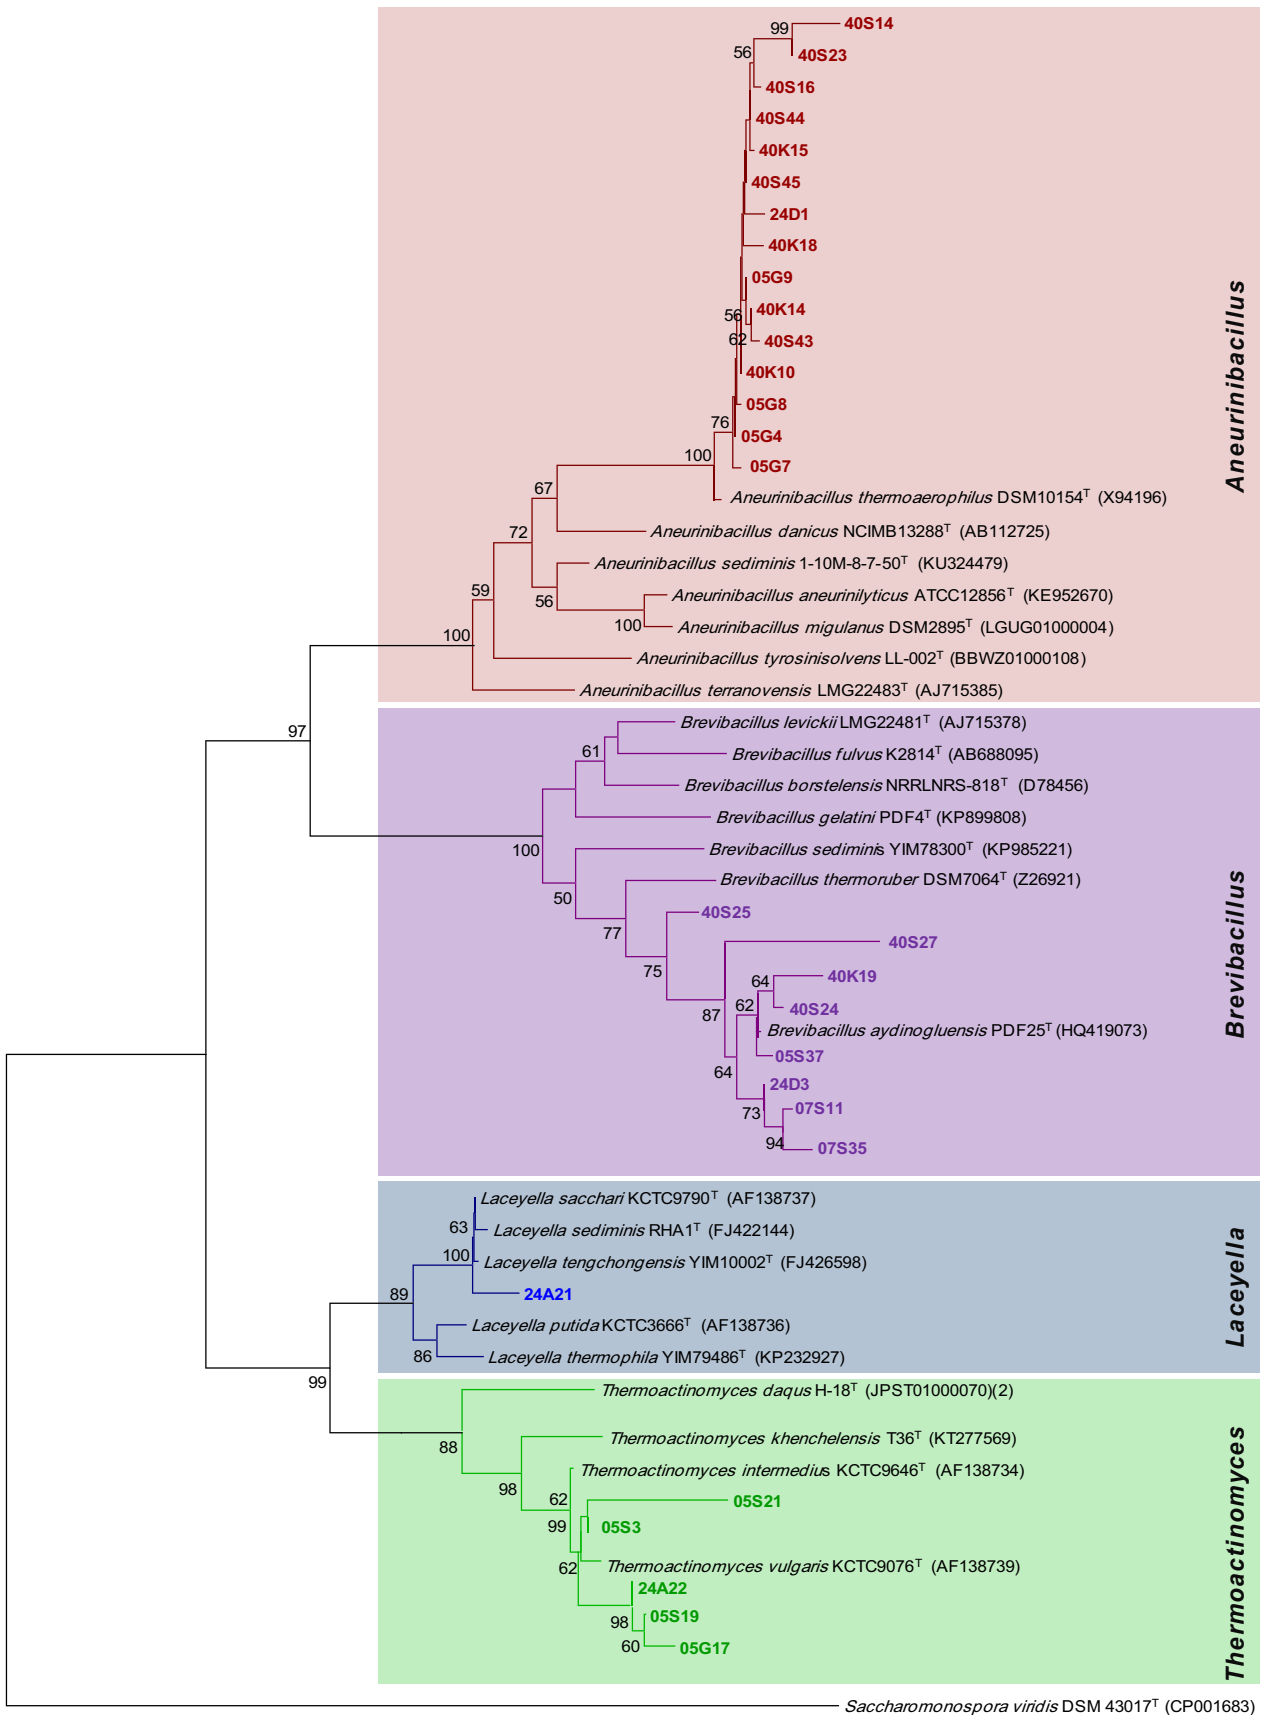 99
40S14
56
40S23
40S16
40S44
40K15
40S45
24D1
40K18
05G9
56
40K14
62
40S43
40K10
05G8
76
05G4
100
05G7
Aneurinibacillus thermoaerophilus DSM10154ᵀ (X94196)
67
72
Aneurinibacillus danicus NCIMB13288ᵀ (AB112725)
Aneurinibacillus sediminis 1-10M-8-7-50ᵀ (KU324479)
59
56
Aneurinibacillus aneurinilyticus ATCC12856ᵀ (KE952670)
100
Aneurinibacillus migulanus DSM2895ᵀ (LGUG01000004)
100
Aneurinibacillus tyrosinisolvens LL-002ᵀ (BBWZ01000108)
Aneurinibacillus terranovensis LMG22483ᵀ (AJ715385)
Aneurinibacillus
97
Brevibacillus levickii LMG22481ᵀ (AJ715378)
61
Brevibacillus fulvus K2814ᵀ (AB688095)
Brevibacillus borstelensis NRRLNRS-818ᵀ (D78456)
Brevibacillus gelatini PDF4ᵀ (KP899808)
100
Brevibacillus sediminis YIM78300ᵀ (KP985221)
Brevibacillus thermoruber DSM7064ᵀ (Z26921)
50
40S25
77
40S27
75
64
40K19
62
40S24
87
Brevibacillus aydinogluensis PDF25ᵀ (HQ419073)
05S37
64
24D3
73
07S11
94
07S35
Brevibacillus
Laceyella sacchari KCTC9790ᵀ (AF138737)
63
Laceyella sediminis RHA1ᵀ (FJ422144)
100
Laceyella tengchongensis YIM10002ᵀ (FJ426598)
89
24A21
Laceyella putida KCTC3666ᵀ (AF138736)
86
Laceyella thermophila YIM79486ᵀ (KP232927)
Laceyella
99
Thermoactinomyces daqus H-18ᵀ (JPST01000070)(2)
88
Thermoactinomyces khenchelensis T36ᵀ (KT277569)
Thermoactinomyces intermedius KCTC9646ᵀ (AF138734)
98
62
05S21
99
05S3
62
Thermoactinomyces vulgaris KCTC9076ᵀ (AF138739)
24A22
98
05S19
60
05G17
Thermoactinomyces
Saccharomonospora viridis DSM 43017ᵀ (CP001683)